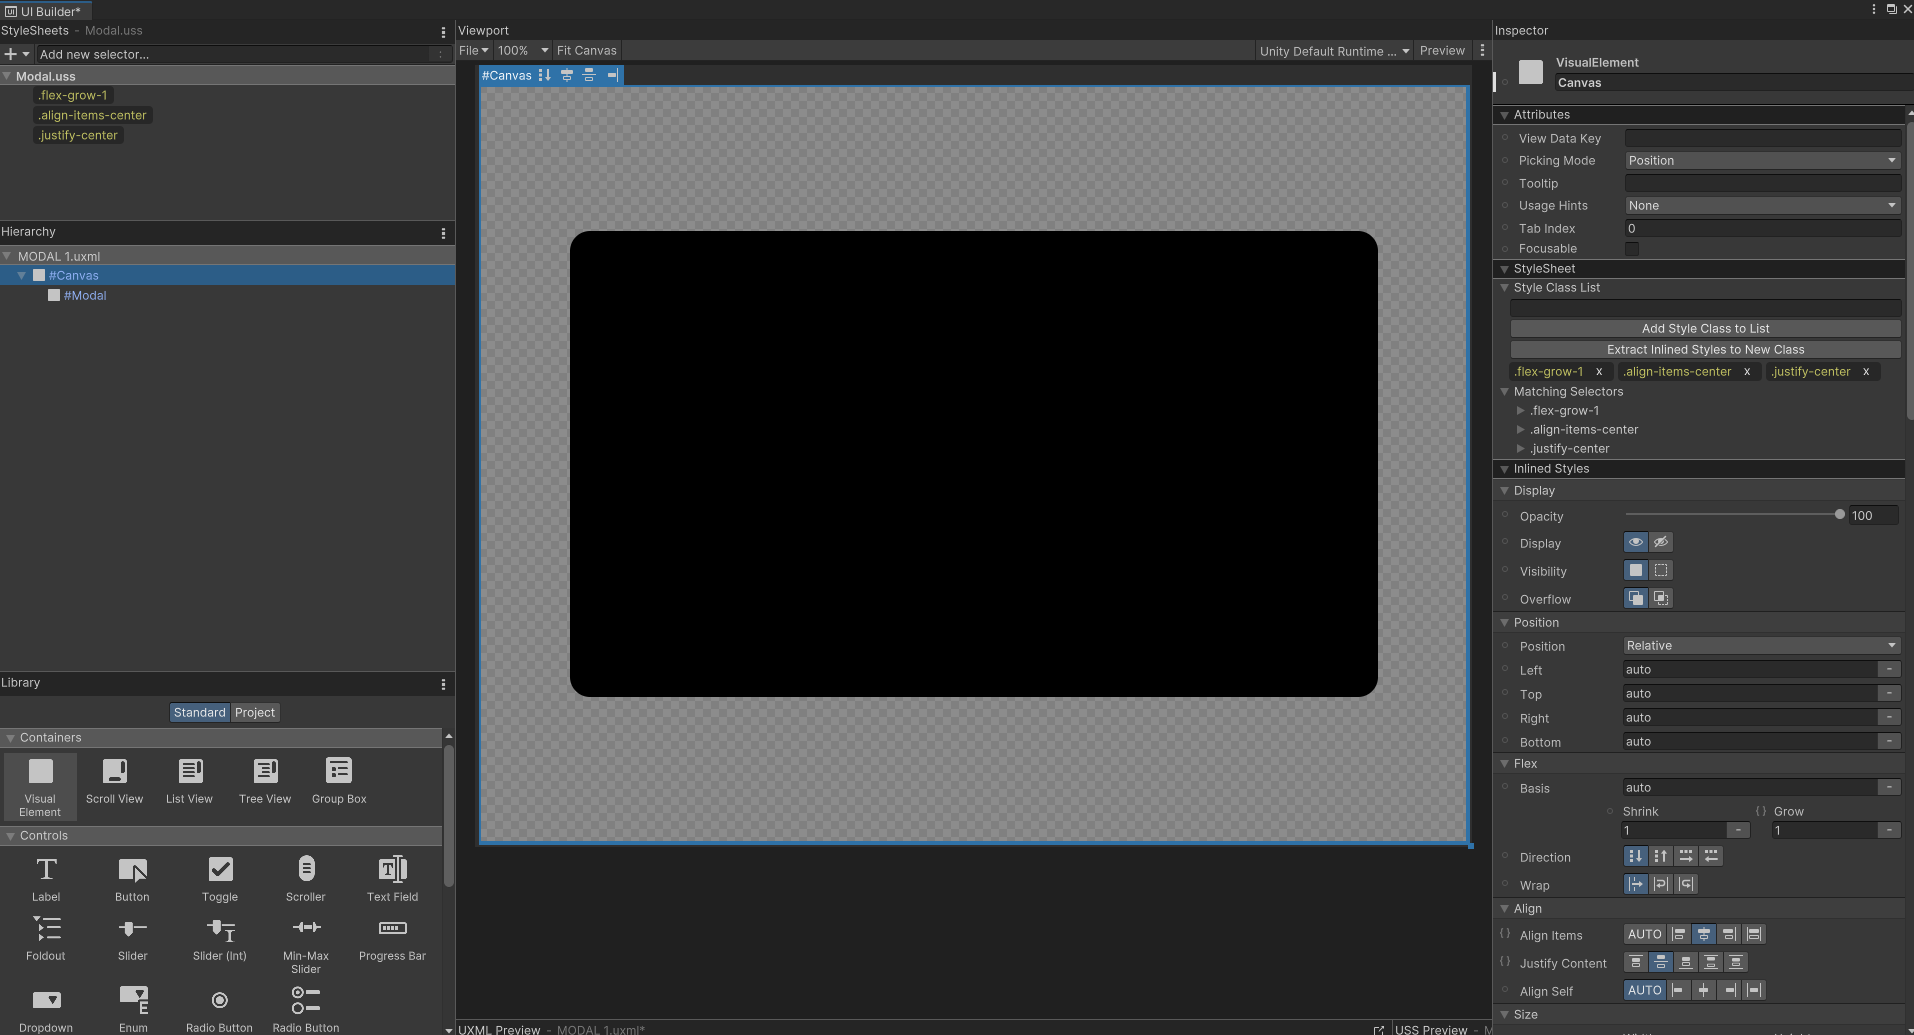 UI Builder*
StyleSheets - Modal.uss
Add new selector...
Modal.uss
.flex-grow-1
.align-items-center
.justify-center
Hierarchy
MODAL 1.uxml
#Canvas
#Modal
Library
Standard Project
Containers
Visual Element
Scroll View
List View
Tree View
Group Box
Controls
Label
Button
Toggle
Scroller
Text Field
Foldout
Slider
Slider (Int)
Min-Max Slider
Progress Bar
Dropdown
Enum
Radio Button
Radio Button
Viewport
File 100% Fit Canvas
Unity Default Runtime ... Preview
#Canvas
UXML Preview - MODAL 1.uxml*
USS Preview - M
Inspector
VisualElement
Canvas
Attributes
View Data Key
Picking Mode Position
Tooltip
Usage Hints None
Tab Index 0
Focusable
StyleSheet
Style Class List
Add Style Class to List
Extract Inlined Styles to New Class
.flex-grow-1 x .align-items-center x .justify-center x
Matching Selectors
.flex-grow-1
.align-items-center
.justify-center
Inlined Styles
Display
Opacity 100
Display
Visibility
Overflow
Position
Position Relative
Left auto
Top auto
Right auto
Bottom auto
Flex
Basis auto
Shrink Grow
1 1
Direction
Wrap
Align
Align Items AUTO
Justify Content
Align Self AUTO
Size